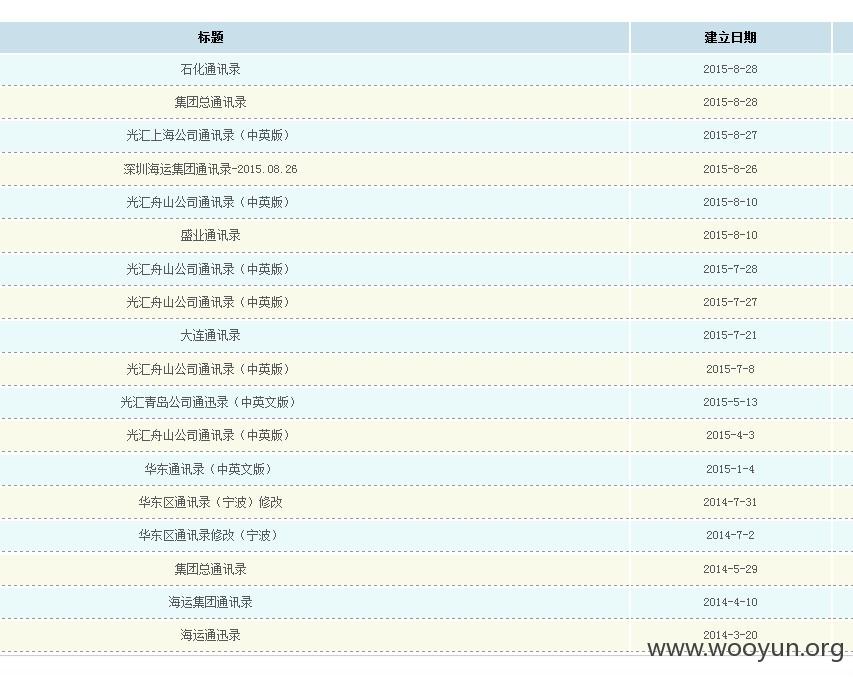 标题 建立日期
石化通讯录 2015-8-28
集团总通讯录 2015-8-28
光汇上海公司通讯录（中英版） 2015-8-27
深圳海运集团通讯录-2015.08.26 2015-8-26
光汇舟山公司通讯录（中英版） 2015-8-10
盛业通讯录 2015-8-10
光汇舟山公司通讯录（中英版） 2015-7-28
光汇舟山公司通讯录（中英版） 2015-7-27
大连通讯录 2015-7-21
光汇舟山公司通讯录（中英版） 2015-7-8
光汇青岛公司通迅录（中英文版） 2015-5-13
光汇舟山公司通讯录（中英版） 2015-4-3
华东通讯录（中英文版） 2015-1-4
华东区通讯录（宁波）修改 2014-7-31
华东区通讯录修改（宁波） 2014-7-2
集团总通讯录 2014-5-29
海运集团通讯录 2014-4-10
海运通迅录 2014-3-20
www.wooyun.org